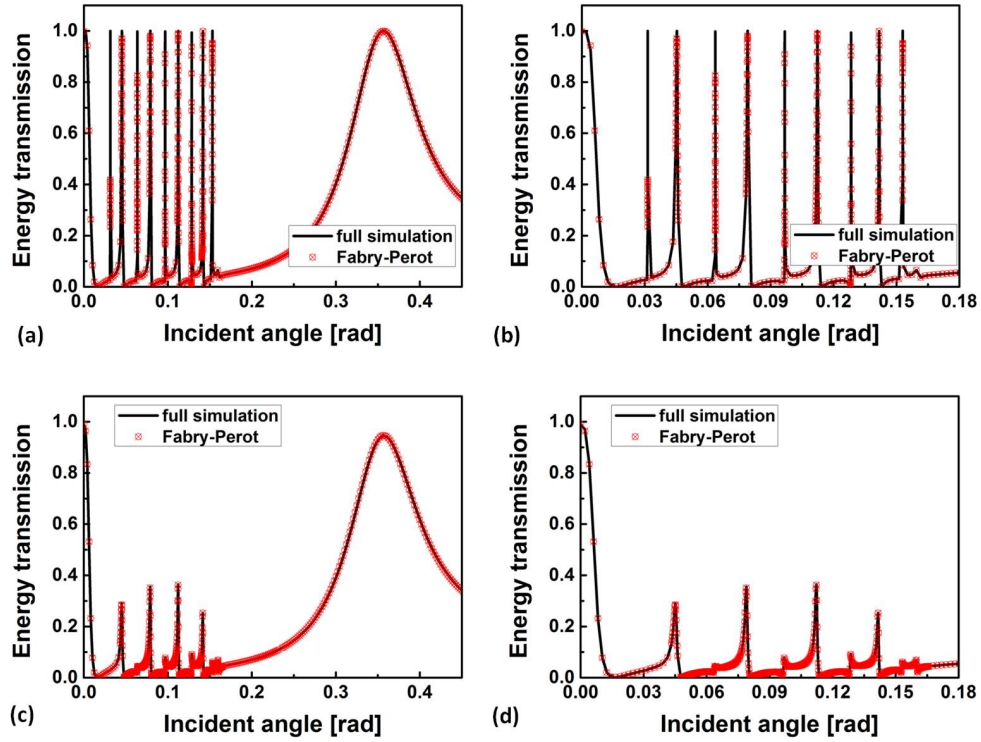 1.0
0.8
0.6
0.4
0.2
0.0
Energy transmission
full simulation
Fabry-Perot
0.0 0.1 0.2 0.3 0.4
Incident angle [rad]
(a)
1.0
0.8
0.6
0.4
0.2
0.0
Energy transmission
full simulation
Fabry-Perot
0.00 0.03 0.06 0.09 0.12 0.15 0.18
Incident angle [rad]
(b)
1.0
0.8
0.6
0.4
0.2
0.0
Energy transmission
full simulation
Fabry-Perot
0.0 0.1 0.2 0.3 0.4
Incident angle [rad]
(c)
1.0
0.8
0.6
0.4
0.2
0.0
Energy transmission
full simulation
Fabry-Perot
0.00 0.03 0.06 0.09 0.12 0.15 0.18
Incident angle [rad]
(d)